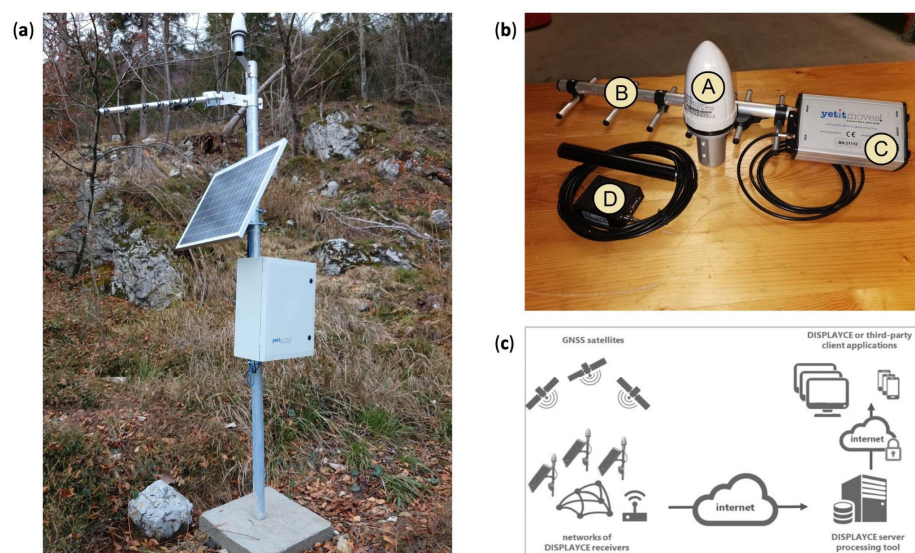 (a)
yetitmoves
(b)
A
B
yetitmoves
C
D
(c)
GNSS satellites
DISPLAYCE or third-party
client applications
internet
internet
networks of
DISPLAYCE receivers
DISPLAYCE server
processing tool